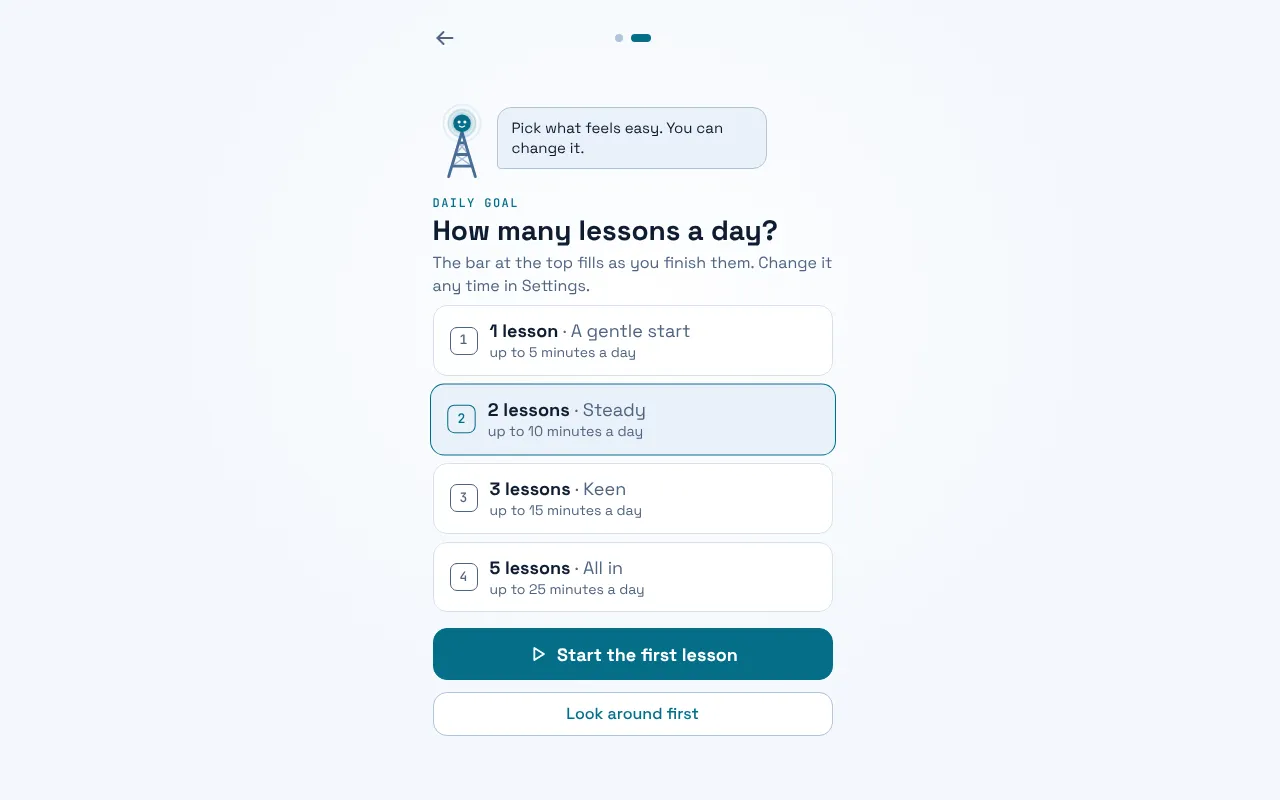 Pick what feels easy. You can
change it.
DAILY GOAL
How many lessons a day?
The bar at the top fills as you finish them. Change it
any time in Settings.
1
1 lesson · A gentle start
up to 5 minutes a day
2
2 lessons · Steady
up to 10 minutes a day
3
3 lessons · Keen
up to 15 minutes a day
4
5 lessons · All in
up to 25 minutes a day
Start the first lesson
Look around first